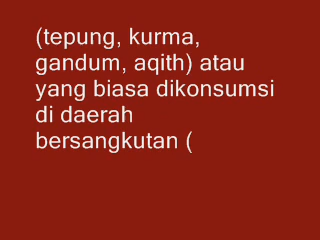 (tepung, kurma,
gandum, aqith) atau
yang biasa dikonsumsi
di daerah
bersangkutan (